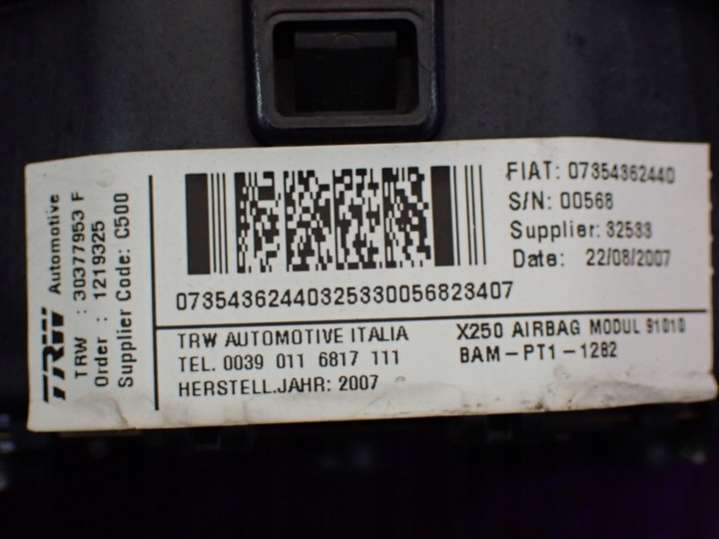 TRW Automotive
TRW : 30377953 F
Order : 1219325
Supplier Code: C500
FIAT: 07354362440
S/N: 00568
Supplier: 32533
Date: 22/08/2007
0735436244032533005682340​7
TRW AUTOMOTIVE ITALIA
TEL. 0039 011 6817 111
HERSTELL.JAHR: 2007
X250 AIRBAG MODUL 91010
BAM-PT1-1282